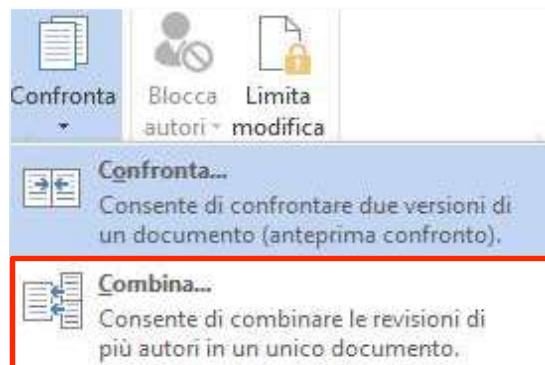 Confronta
Blocca
autori
Limita
modifica
Confronta...
Consente di confrontare due versioni di
un documento (anteprima confronto).
Combina...
Consente di combinare le revisioni di
più autori in un unico documento.